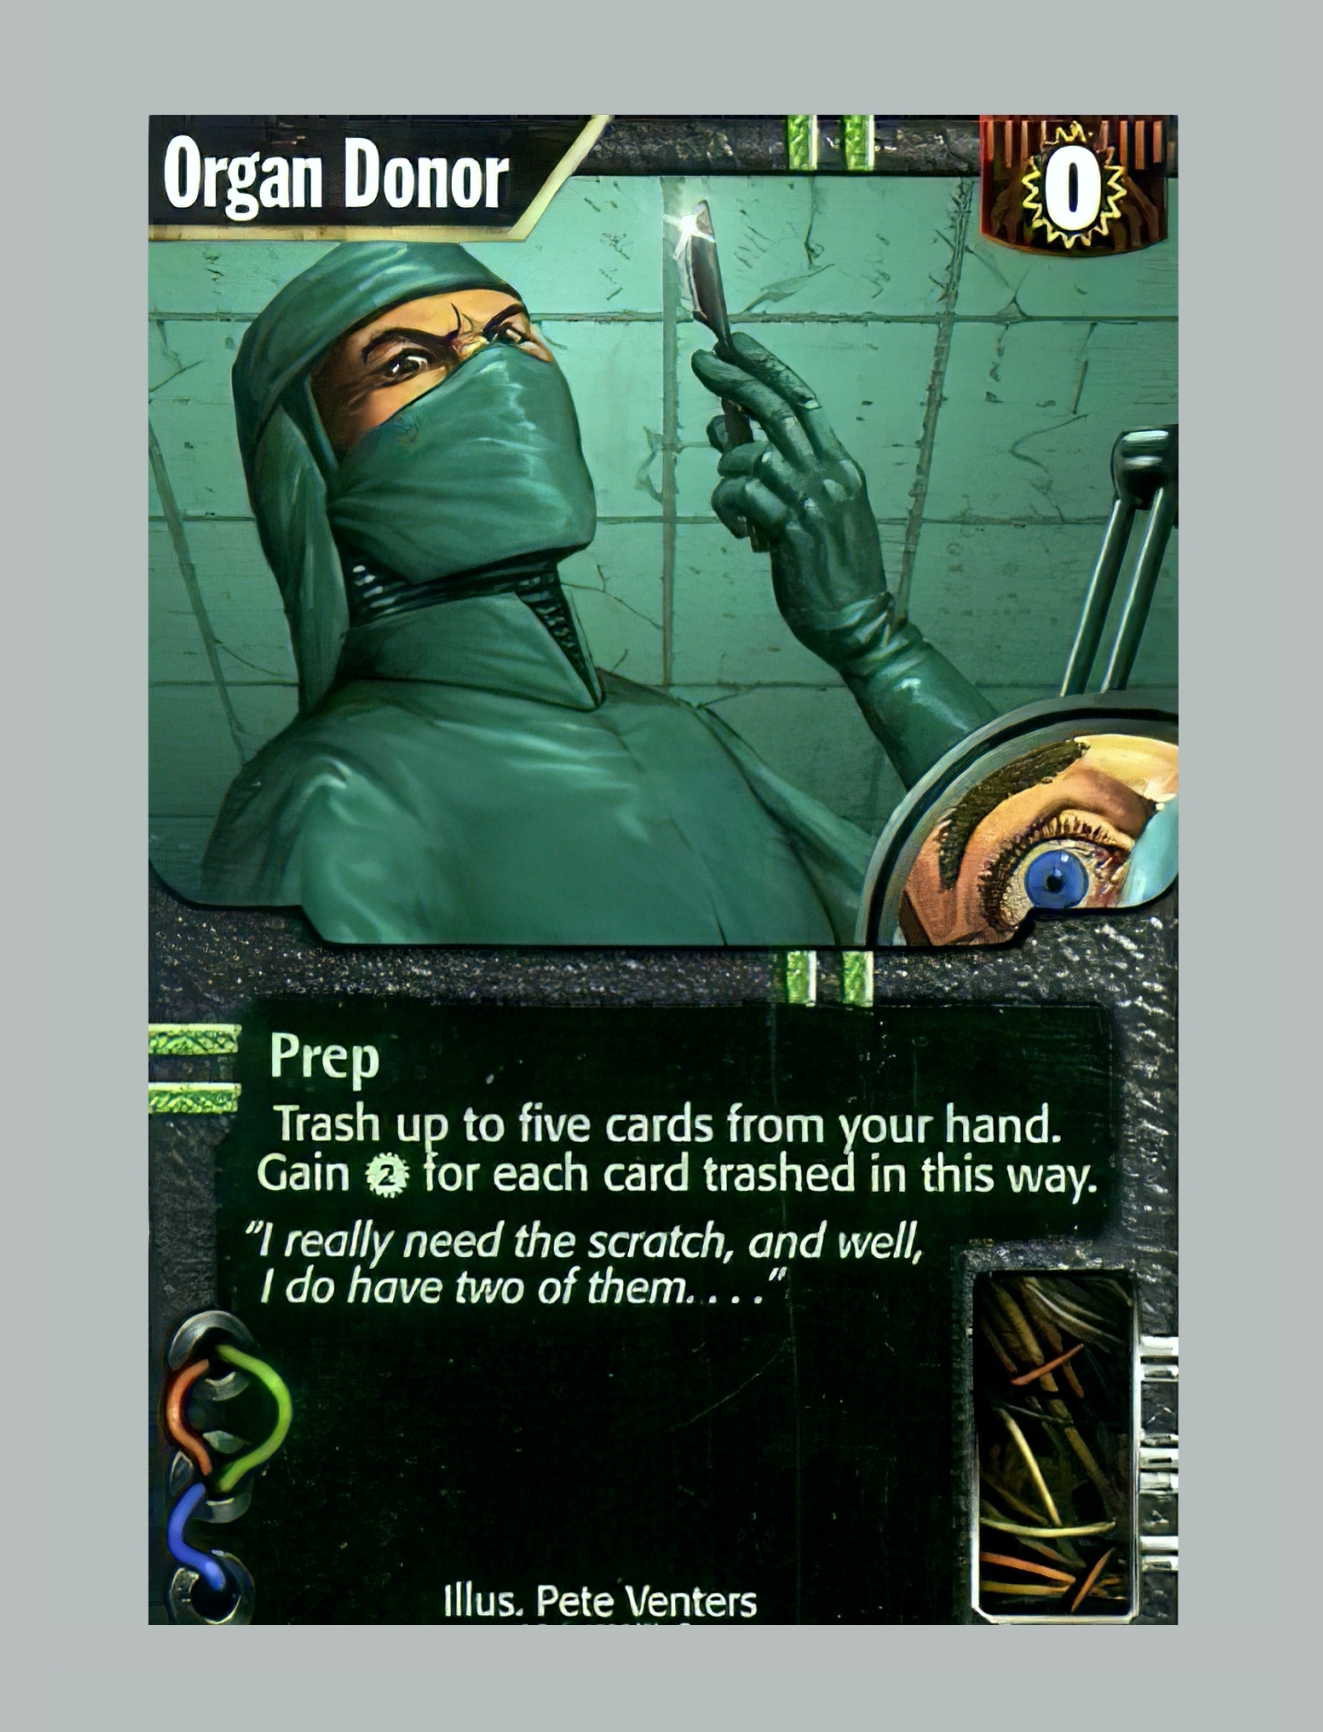 Organ Donor
0
Prep
Trash up to five cards from your hand.
Gain 2 for each card trashed in this way.
"I really need the scratch, and well,
I do have two of them. . . ."
Illus. Pete Venters